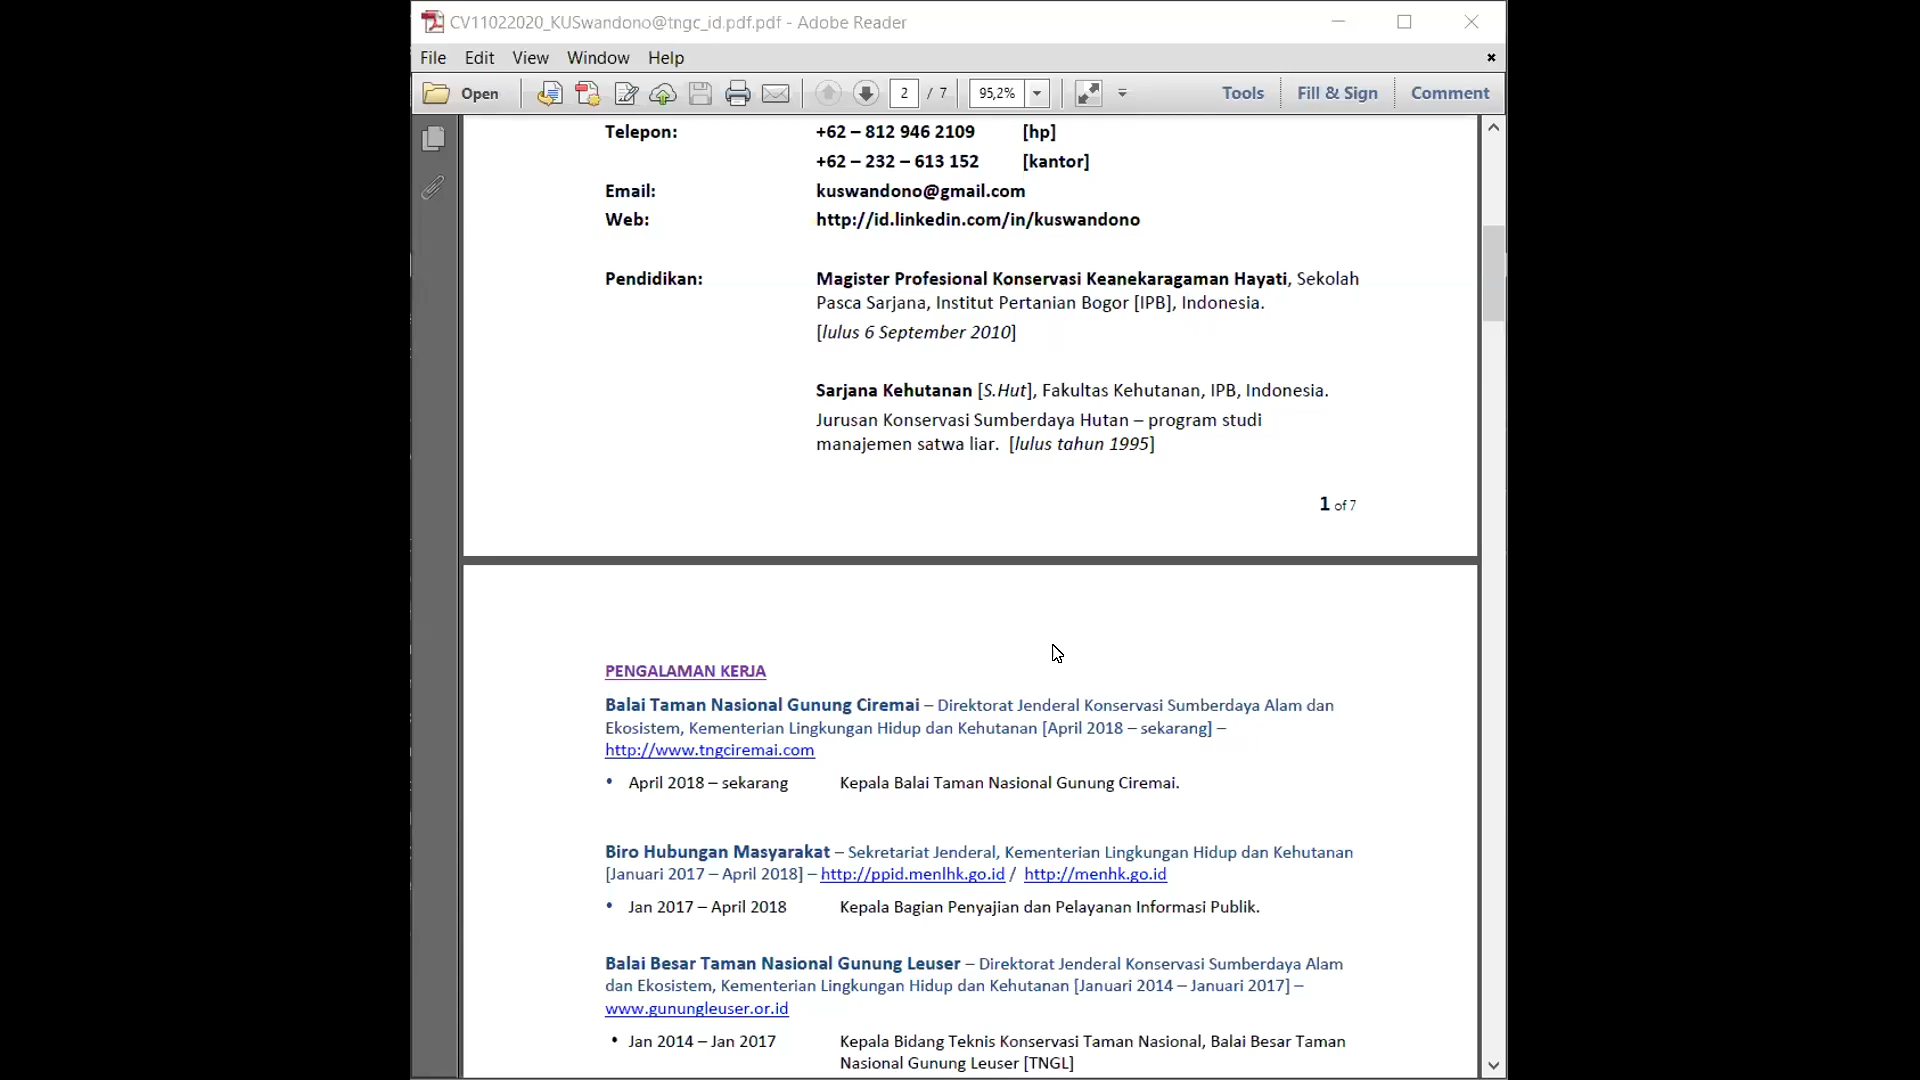 CV11022020_KUSwandono@tngc_id.pdf.pdf - Adobe Reader
File Edit View Window Help
Open 2 / 7 95,2% Tools Fill & Sign Comment
Telepon: +62 – 812 946 2109 [hp]
+62 – 232 – 613 152 [kantor]
Email: kuswandono@gmail.com
Web: http://id.linkedin.com/in/kuswandono
Pendidikan: Magister Profesional Konservasi Keanekaragaman Hayati, Sekolah
Pasca Sarjana, Institut Pertanian Bogor [IPB], Indonesia.
[lulus 6 September 2010]
Sarjana Kehutanan [S.Hut], Fakultas Kehutanan, IPB, Indonesia.
Jurusan Konservasi Sumberdaya Hutan – program studi
manajemen satwa liar. [lulus tahun 1995]
1 of 7
PENGALAMAN KERJA
Balai Taman Nasional Gunung Ciremai – Direktorat Jenderal Konservasi Sumberdaya Alam dan
Ekosistem, Kementerian Lingkungan Hidup dan Kehutanan [April 2018 – sekarang] –
http://www.tngciremai.com
• April 2018 – sekarang Kepala Balai Taman Nasional Gunung Ciremai.
Biro Hubungan Masyarakat – Sekretariat Jenderal, Kementerian Lingkungan Hidup dan Kehutanan
[Januari 2017 – April 2018] – http://ppid.menlhk.go.id / http://menhk.go.id
• Jan 2017 – April 2018 Kepala Bagian Penyajian dan Pelayanan Informasi Publik.
Balai Besar Taman Nasional Gunung Leuser – Direktorat Jenderal Konservasi Sumberdaya Alam
dan Ekosistem, Kementerian Lingkungan Hidup dan Kehutanan [Januari 2014 – Januari 2017] –
www.gunungleuser.or.id
• Jan 2014 – Jan 2017 Kepala Bidang Teknis Konservasi Taman Nasional, Balai Besar Taman
Nasional Gunung Leuser [TNGL]